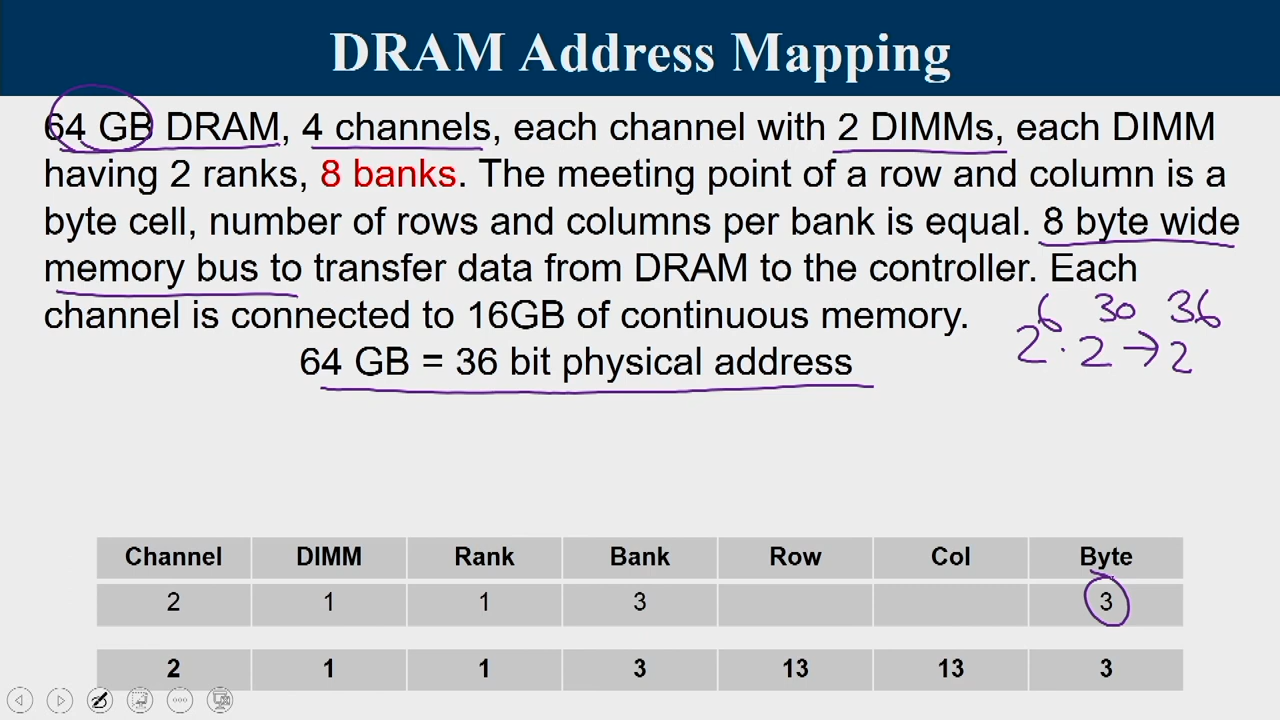 DRAM Address Mapping
64 GB DRAM, 4 channels, each channel with 2 DIMMs, each DIMM
having 2 ranks, 8 banks. The meeting point of a row and column is a
byte cell, number of rows and columns per bank is equal. 8 byte wide
memory bus to transfer data from DRAM to the controller. Each
channel is connected to 16GB of continuous memory.
6 30 36
2 · 2 → 2
64 GB = 36 bit physical address
Channel DIMM Rank Bank Row Col Byte
2 1 1 3 3
2 1 1 3 13 13 3